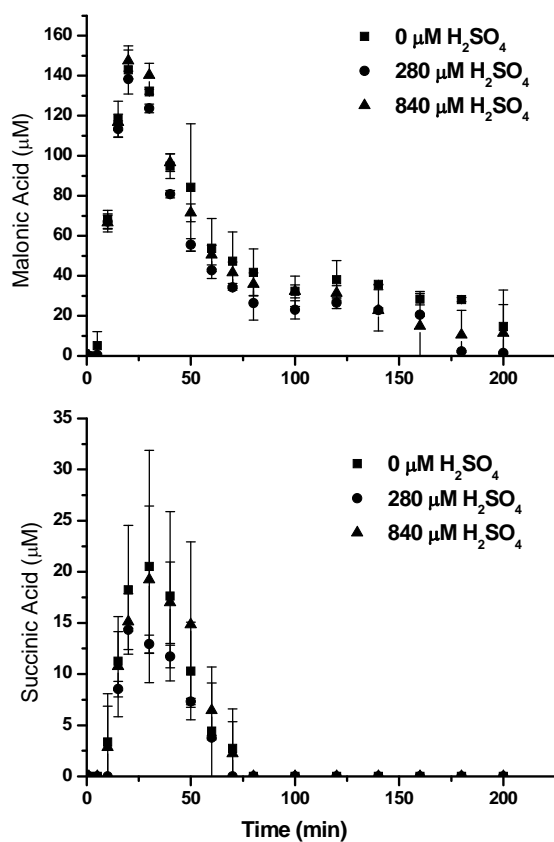 160
140
120
100
80
60
40
20
0
Malonic Acid (μM)
0 μM H₂SO₄
280 μM H₂SO₄
840 μM H₂SO₄
0 50 100 150 200
35
30
25
20
15
10
5
0
Succinic Acid (μM)
0 μM H₂SO₄
280 μM H₂SO₄
840 μM H₂SO₄
0 50 100 150 200
Time (min)